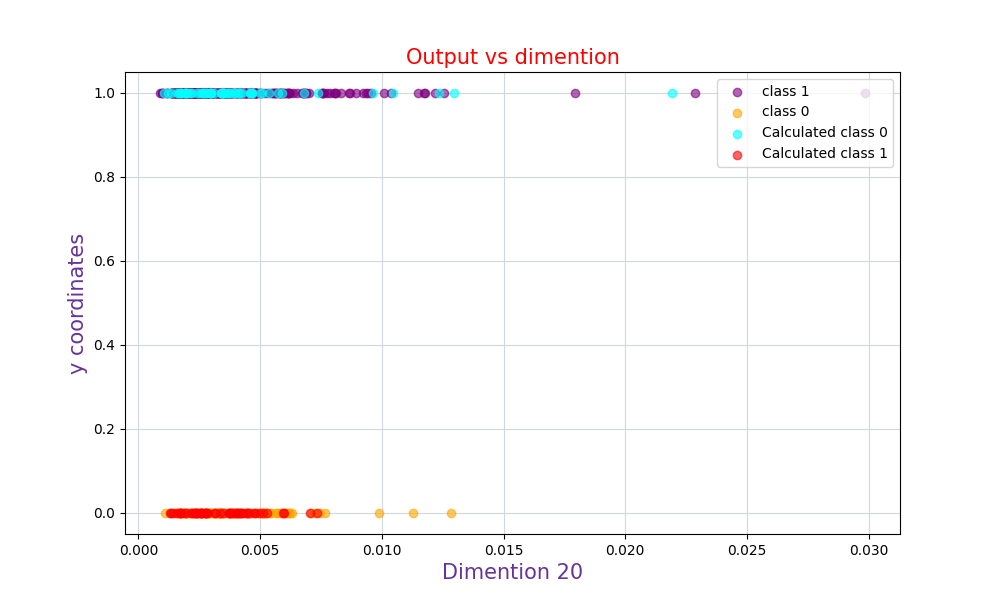 Output vs dimention
class 1
class 0
Calculated class 0
Calculated class 1
y coordinates
1.0
0.8
0.6
0.4
0.2
0.0
0.000 0.005 0.010 0.015 0.020 0.025 0.030
Dimention 20